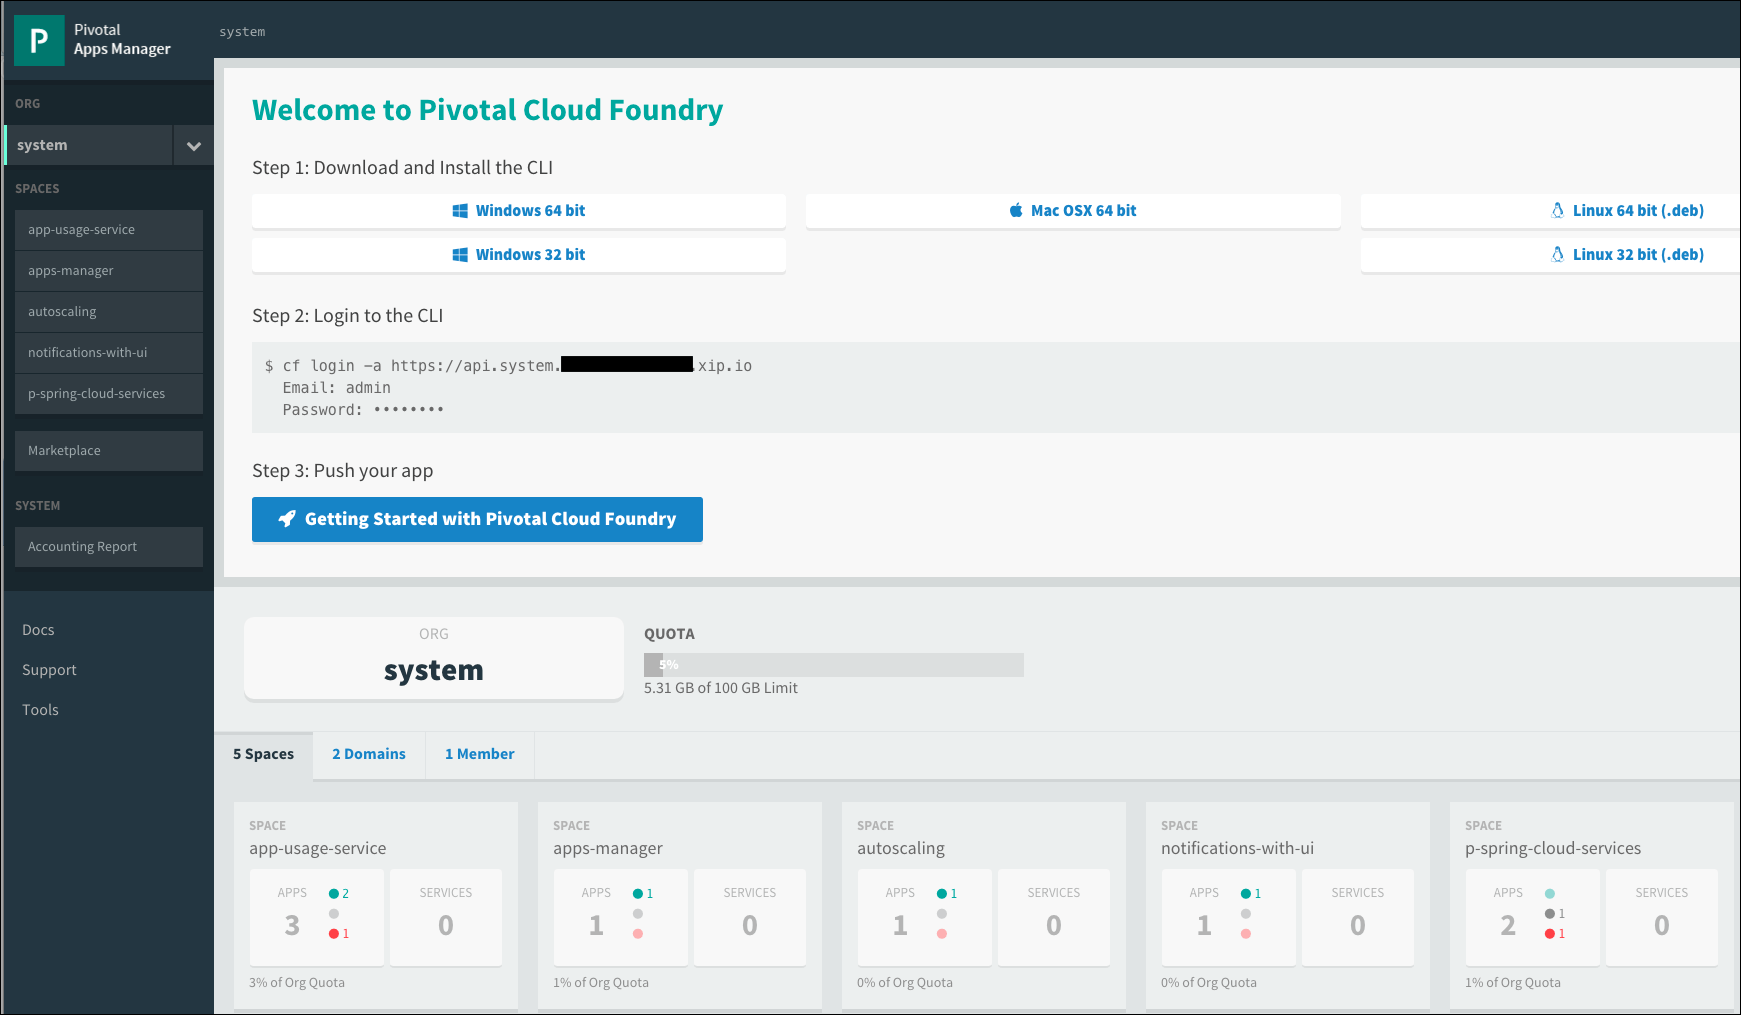 P
Pivotal
Apps Manager
system
ORG
system
SPACES
app-usage-service
apps-manager
autoscaling
notifications-with-ui
p-spring-cloud-services
Marketplace
SYSTEM
Accounting Report
Docs
Support
Tools
Welcome to Pivotal Cloud Foundry
Step 1: Download and Install the CLI
Windows 64 bit Mac OSX 64 bit Linux 64 bit (.deb)
Windows 32 bit Linux 32 bit (.deb)
Step 2: Login to the CLI
$ cf login -a https://api.system. .xip.io
Email: admin
Password: ••••••••
Step 3: Push your app
Getting Started with Pivotal Cloud Foundry
ORG
system
QUOTA
5%
5.31 GB of 100 GB Limit
5 Spaces 2 Domains 1 Member
SPACE
app-usage-service
APPS 2 SERVICES
3 0
1
3% of Org Quota
SPACE
apps-manager
APPS 1 SERVICES
1 0
1% of Org Quota
SPACE
autoscaling
APPS 1 SERVICES
1 0
0% of Org Quota
SPACE
notifications-with-ui
APPS 1 SERVICES
1 0
0% of Org Quota
SPACE
p-spring-cloud-services
APPS SERVICES
2 1 0
1
1% of Org Quota